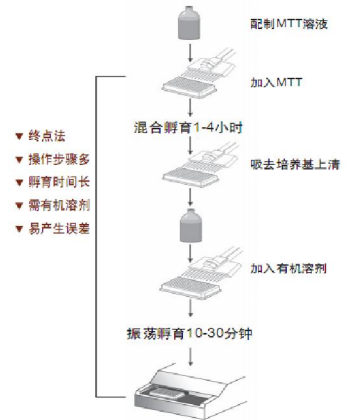 配制MTT溶液
加入MTT
混合孵育1-4小时
吸去培养基上清
▼ 终点法
▼ 操作步骤多
▼ 孵育时间长
▼ 需有机溶剂
▼ 易产生误差
加入有机溶剂
振荡孵育10-30分钟